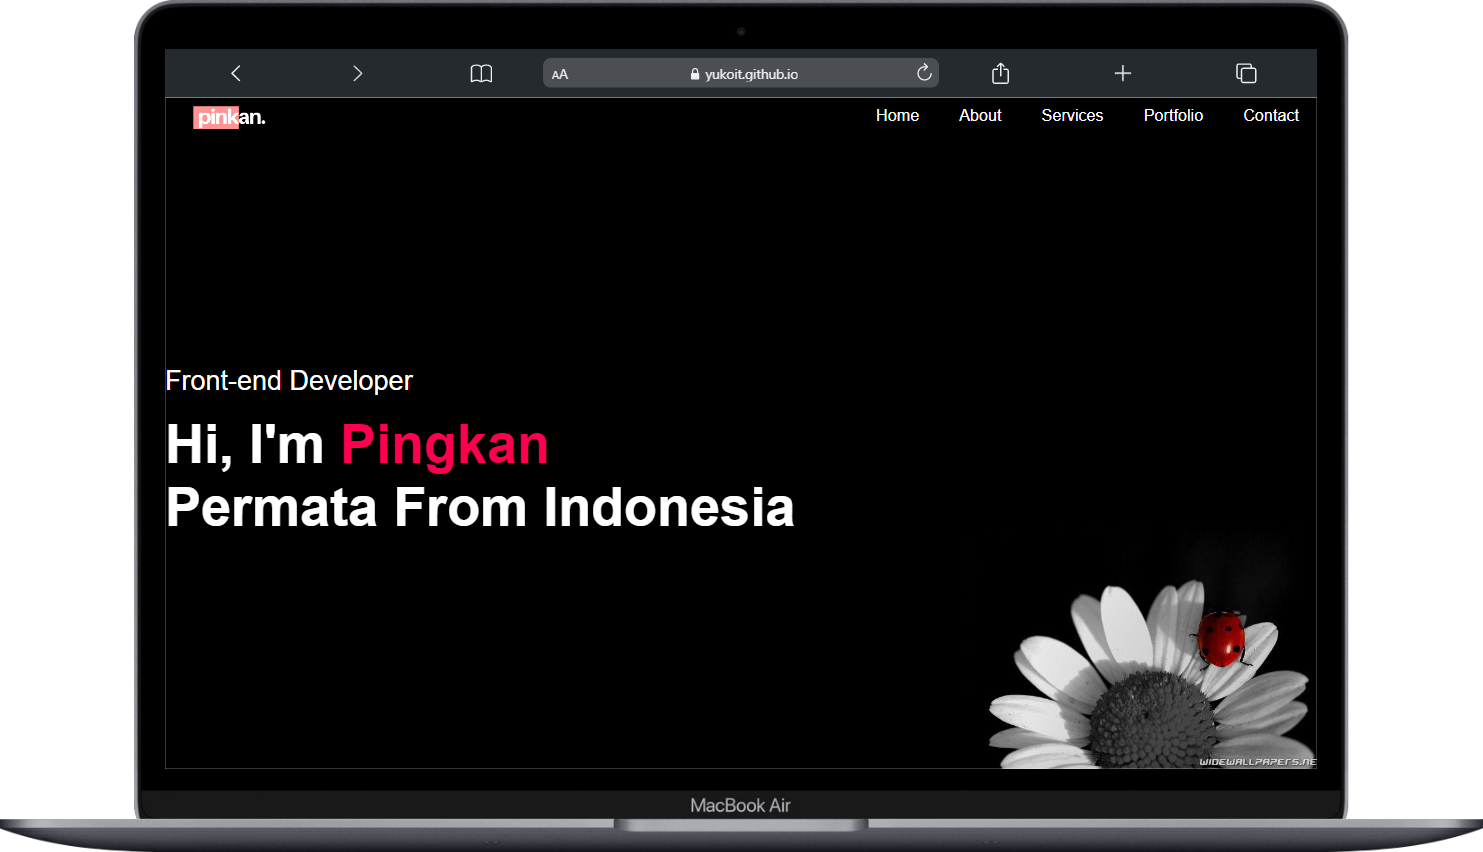 AA
yukoit.github.io
pinkan.
Home About Services Portfolio Contact
Front-end Developer
Hi, I'm Pingkan
Permata From Indonesia
WIDEWALLPAPERS.NE
MacBook Air